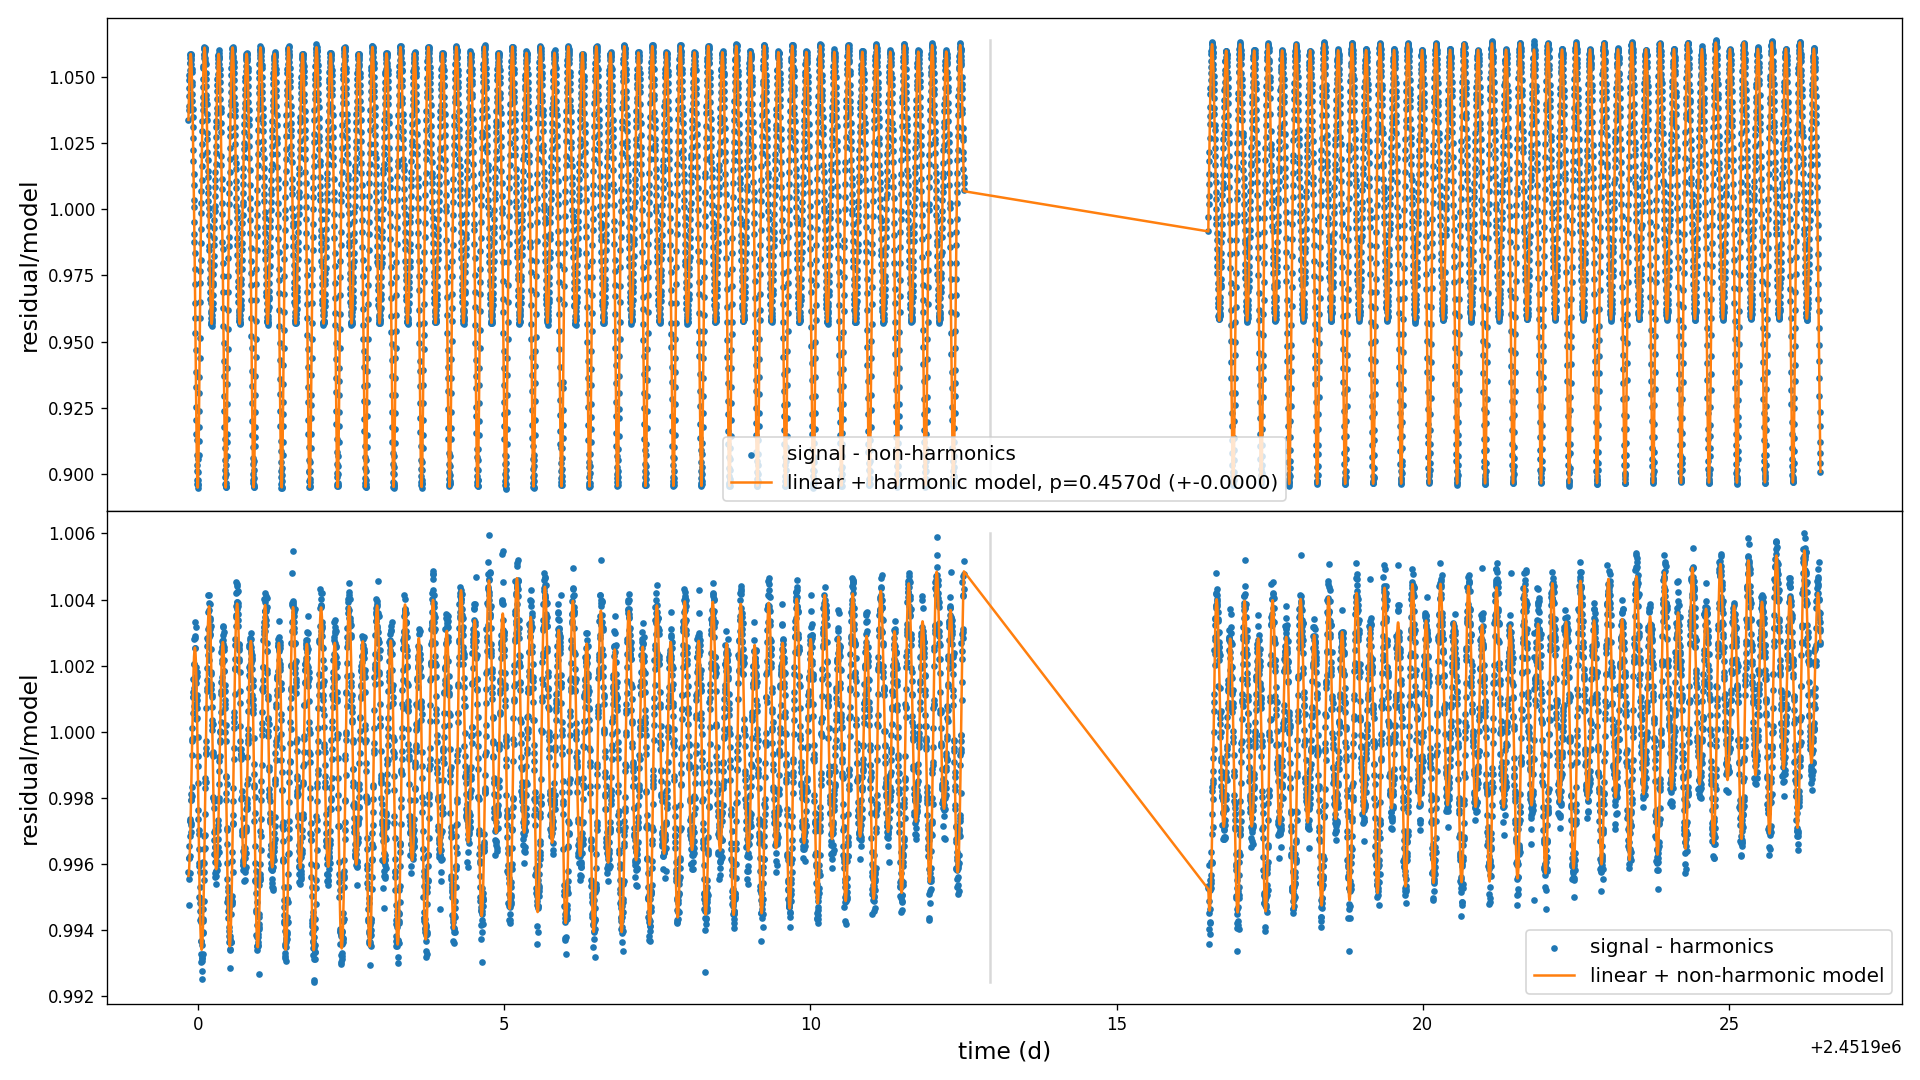 residual/model
1.050
1.025
1.000
0.975
0.950
0.925
0.900
signal - non-harmonics
linear + harmonic model, p=0.4570d (+-0.0000)
residual/model
1.006
1.004
1.002
1.000
0.998
0.996
0.994
0.992
signal - harmonics
linear + non-harmonic model
0
5
10
15
20
25
time (d)
+2.4519e6